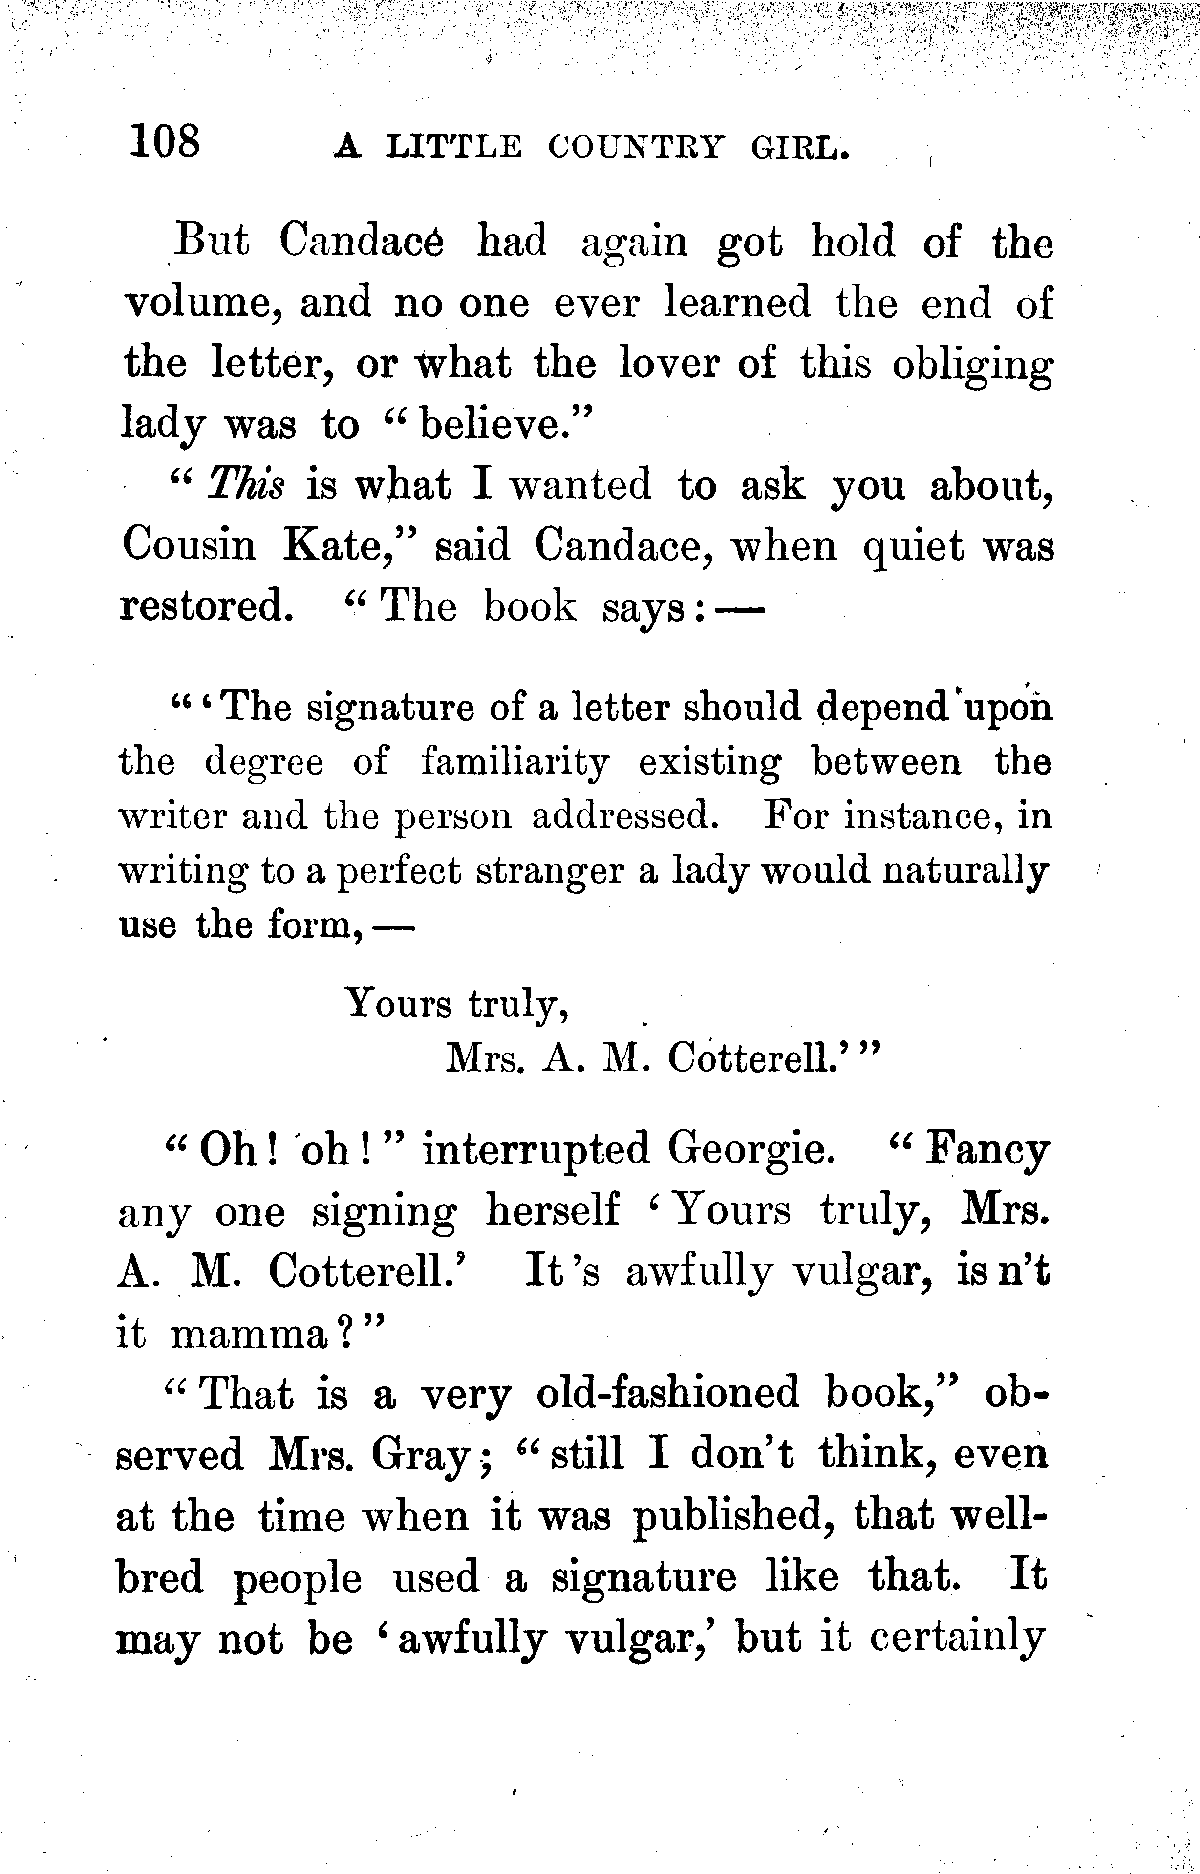 108 A LITTLE COUNTRY GIRL.
But Candace had again got hold of the
volume, and no one ever learned the end of
the letter, or what the lover of this obliging
lady was to “believe.”
“This is what I wanted to ask you about,
Cousin Kate,” said Candace, when quiet was
restored. “The book says:—
“‘The signature of a letter should depend upon
the degree of familiarity existing between the
writer and the person addressed. For instance, in
writing to a perfect stranger a lady would naturally
use the form,—
Yours truly,
Mrs. A. M. Cotterell.’”
“Oh! oh!” interrupted Georgie. “Fancy
any one signing herself ‘Yours truly, Mrs.
A. M. Cotterell.’ It’s awfully vulgar, is n’t
it mamma?”
“That is a very old-fashioned book,” ob-
served Mrs. Gray; “still I don’t think, even
at the time when it was published, that well-
bred people used a signature like that. It
may not be ‘awfully vulgar,’ but it certainly